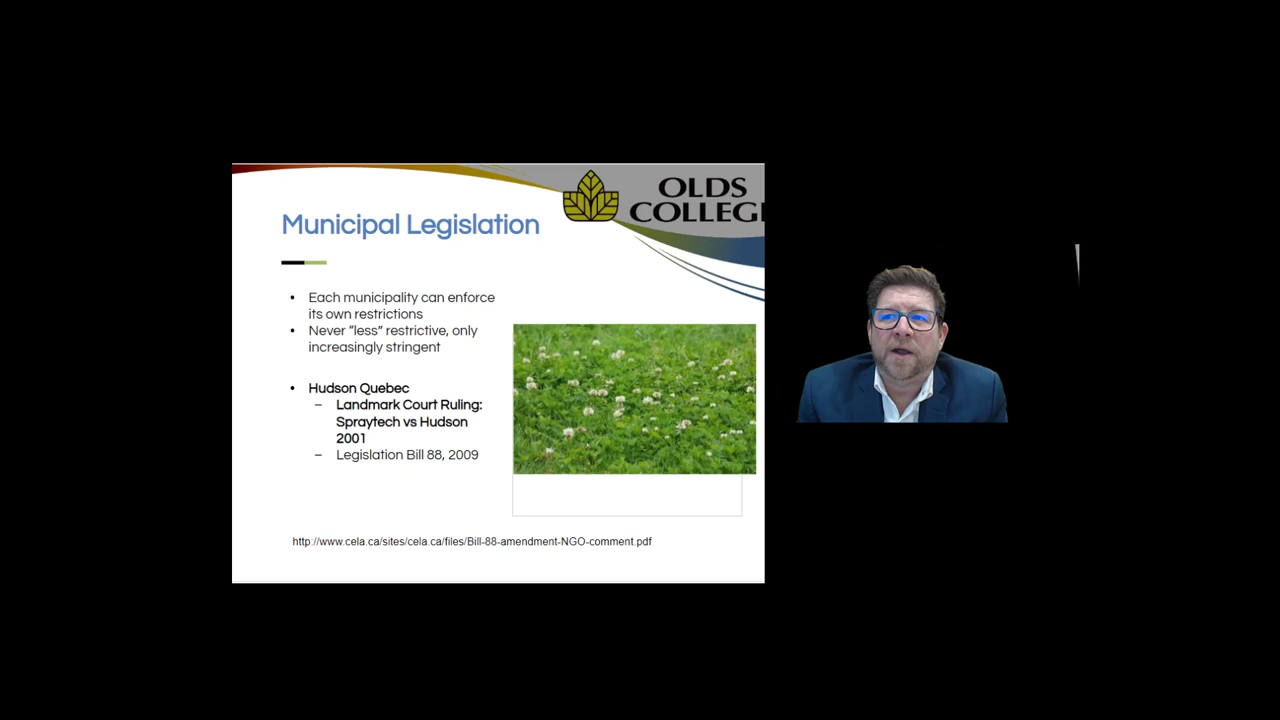 OLDS
COLLEGE
Municipal Legislation
• Each municipality can enforce
its own restrictions
• Never “less” restrictive, only
increasingly stringent
• Hudson Quebec
– Landmark Court Ruling:
Spraytech vs Hudson
2001
– Legislation Bill 88, 2009
http://www.cela.ca/sites/cela.ca/files/Bill-88-amendment-NGO-comment.pdf